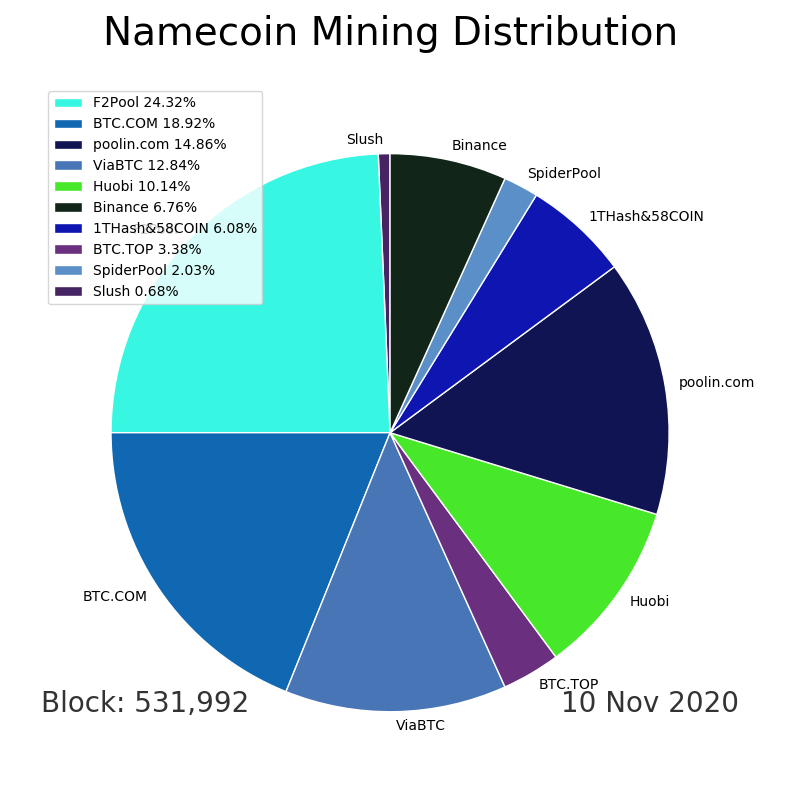 Namecoin Mining Distribution
F2Pool 24.32%
BTC.COM 18.92%
poolin.com 14.86%
ViaBTC 12.84%
Huobi 10.14%
Binance 6.76%
1THash&58COIN 6.08%
BTC.TOP 3.38%
SpiderPool 2.03%
Slush 0.68%
Slush
Binance
SpiderPool
1THash&58COIN
poolin.com
Huobi
BTC.TOP
ViaBTC
BTC.COM
Block: 531,992
10 Nov 2020